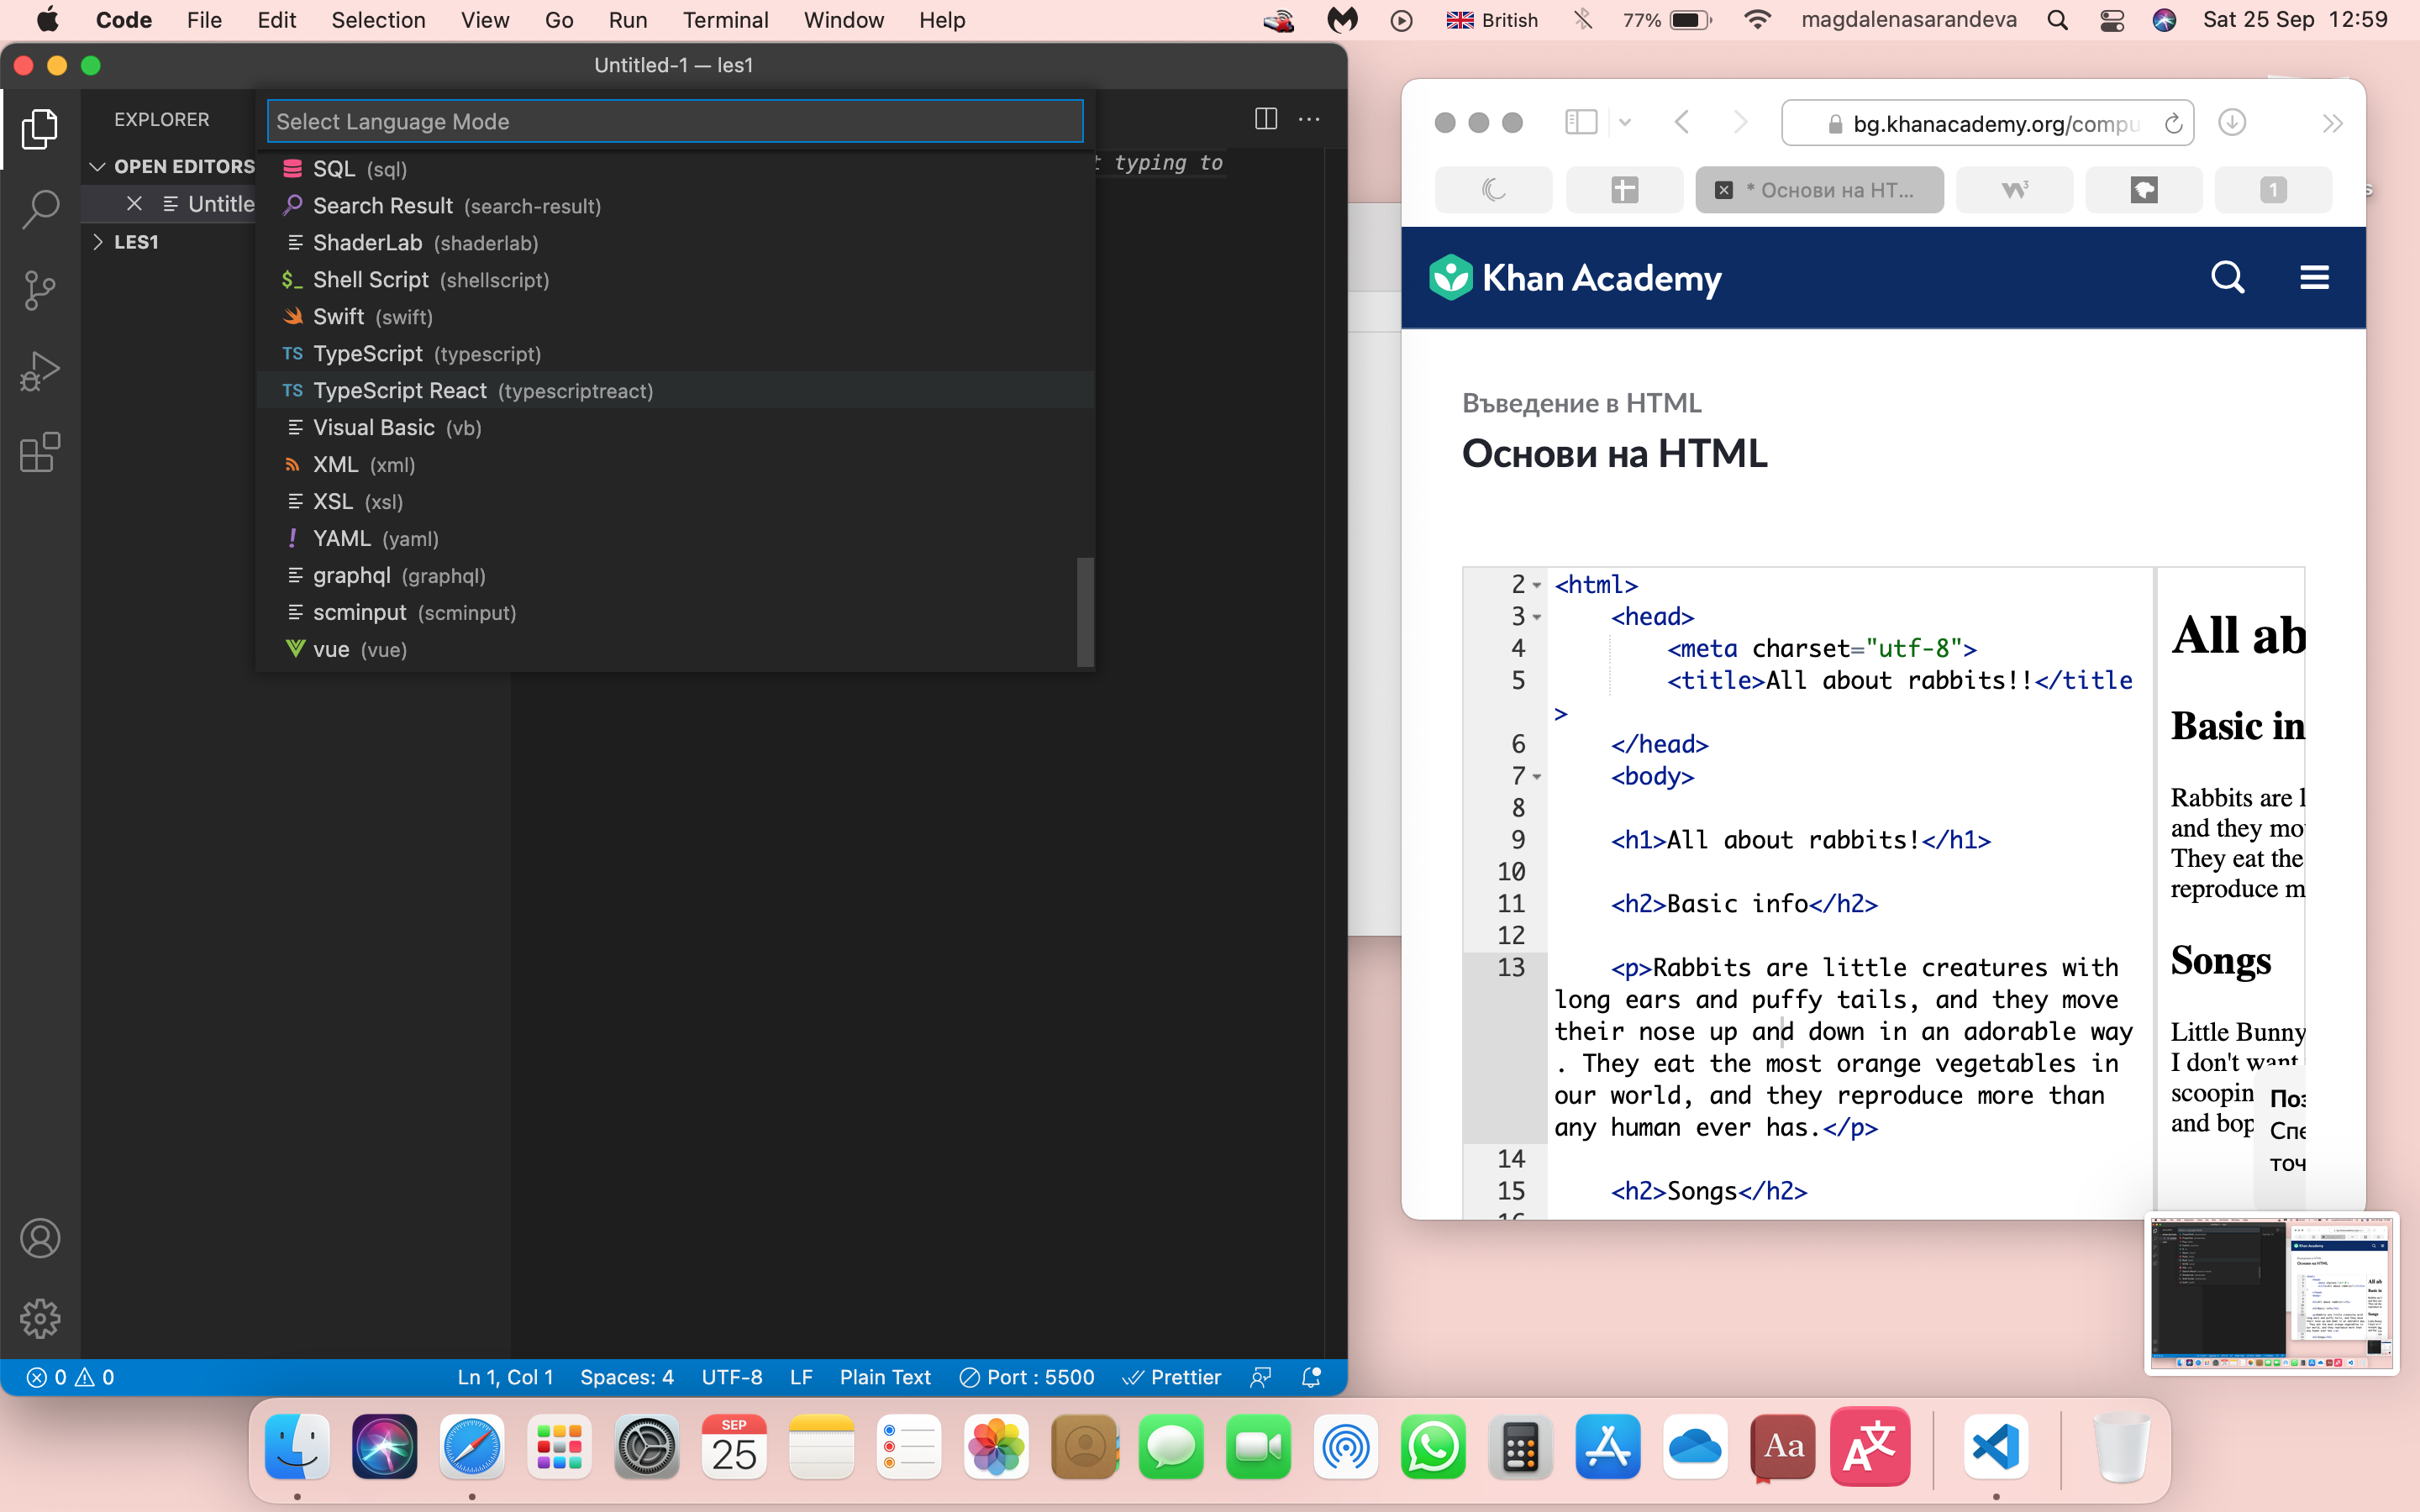 Code File Edit Selection View Go Run Terminal Window Help British 77% magdalenasarandeva Sat 25 Sep 12:59
Untitled-1 — les1
EXPLORER
Select Language Mode
OPEN EDITORS
Untitle
LES1
t typing to
SQL (sql)
Search Result (search-result)
ShaderLab (shaderlab)
$_ Shell Script (shellscript)
Swift (swift)
TS TypeScript (typescript)
TS TypeScript React (typescriptreact)
Visual Basic (vb)
XML (xml)
XSL (xsl)
! YAML (yaml)
graphql (graphql)
scminput (scminput)
vue (vue)
0 0 Ln 1, Col 1 Spaces: 4 UTF-8 LF Plain Text Port : 5500 Prettier
bg.khanacademy.org/compu
* Основи на HT...
W3
1
s
Khan Academy
Въведение в HTML
Основи на HTML
2 <html>
3 <head>
4 <meta charset="utf-8">
5 <title>All about rabbits!!</title
>
6 </head>
7 <body>
8
9 <h1>All about rabbits!</h1>
10
11 <h2>Basic info</h2>
12
13 <p>Rabbits are little creatures with
long ears and puffy tails, and they move
their nose up and down in an adorable way
. They eat the most orange vegetables in
our world, and they reproduce more than
any human ever has.</p>
14
15 <h2>Songs</h2>
16
All ab
Basic in
Rabbits are l
and they mo
They eat the
reproduce m
Songs
Little Bunny
I don't want
scoopin
and bop
Поз
Спе
точ
SEP
25
Aa
A文